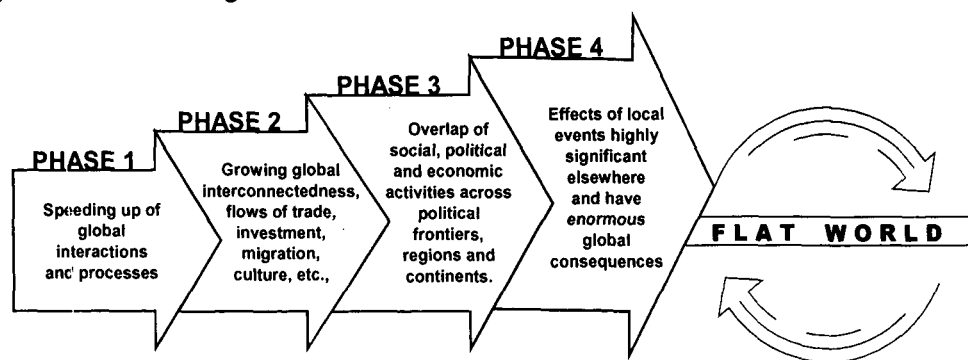 PHASE 1
Speeding up of
global
interactions
and processes
PHASE 2
Growing global
interconnectedness,
flows of trade,
investment,
migration,
culture, etc.,
PHASE 3
Overlap of
social, political
and economic
activities across
political
frontiers,
regions and
continents.
PHASE 4
Effects of local
events highly
significant
elsewhere
and have
enormous
global
consequences
FLAT WORLD